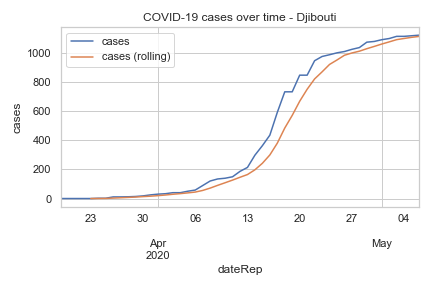 COVID-19 cases over time - Djibouti
cases
cases (rolling)
1000
800
600
400
200
0
cases
23 30 06 13 20 27 04
Apr May
2020
dateRep